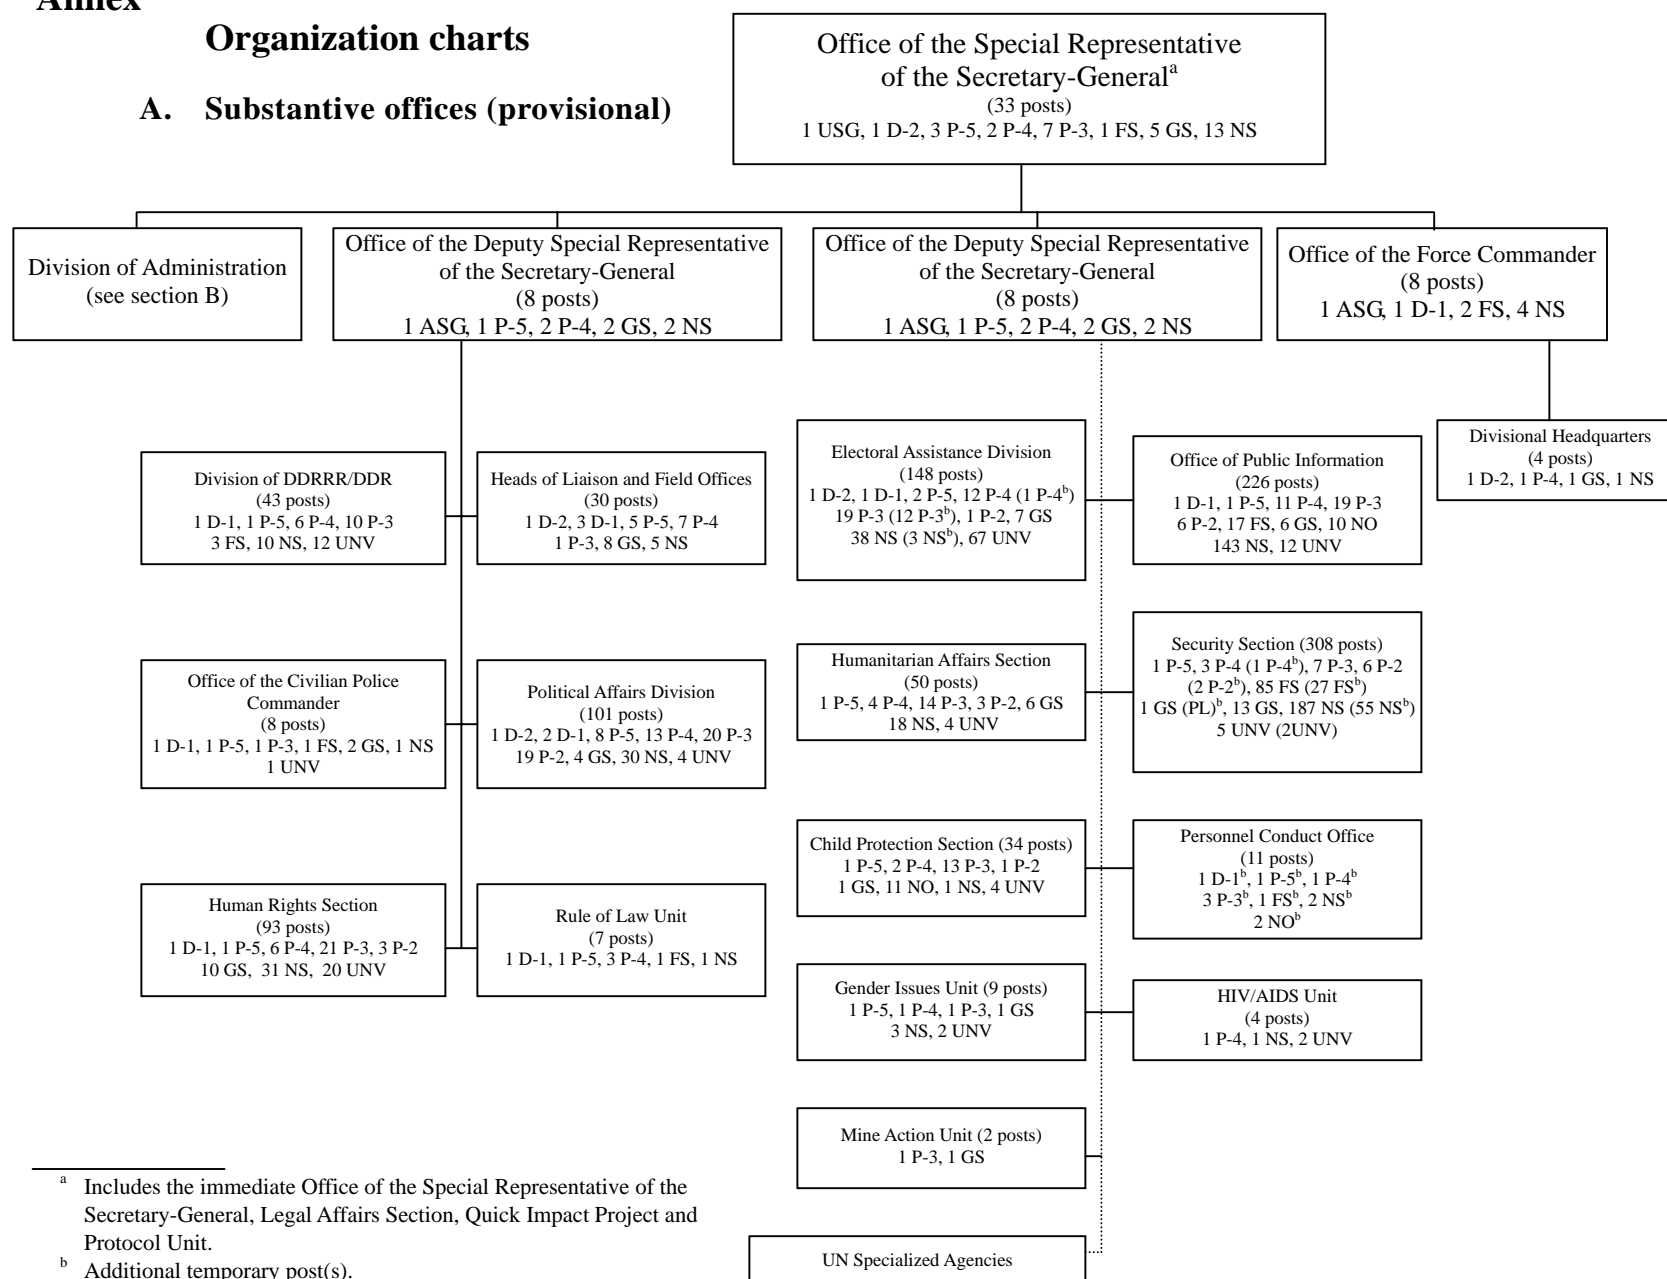 Annex
Organization charts
A. Substantive offices (provisional)
Office of the Special Representative
of the Secretary-Generalᵃ
(33 posts)
1 USG, 1 D-2, 3 P-5, 2 P-4, 7 P-3, 1 FS, 5 GS, 13 NS
Division of Administration
(see section B)
Office of the Deputy Special Representative
of the Secretary-General
(8 posts)
1 ASG, 1 P-5, 2 P-4, 2 GS, 2 NS
Office of the Deputy Special Representative
of the Secretary-General
(8 posts)
1 ASG, 1 P-5, 2 P-4, 2 GS, 2 NS
Office of the Force Commander
(8 posts)
1 ASG, 1 D-1, 2 FS, 4 NS
Division of DDRRR/DDR
(43 posts)
1 D-1, 1 P-5, 6 P-4, 10 P-3
3 FS, 10 NS, 12 UNV
Heads of Liaison and Field Offices
(30 posts)
1 D-2, 3 D-1, 5 P-5, 7 P-4
1 P-3, 8 GS, 5 NS
Electoral Assistance Division
(148 posts)
1 D-2, 1 D-1, 2 P-5, 12 P-4 (1 P-4ᵇ)
19 P-3 (12 P-3ᵇ), 1 P-2, 7 GS
38 NS (3 NSᵇ), 67 UNV
Office of Public Information
(226 posts)
1 D-1, 1 P-5, 11 P-4, 19 P-3
6 P-2, 17 FS, 6 GS, 10 NO
143 NS, 12 UNV
Divisional Headquarters
(4 posts)
1 D-2, 1 P-4, 1 GS, 1 NS
Office of the Civilian Police
Commander
(8 posts)
1 D-1, 1 P-5, 1 P-3, 1 FS, 2 GS, 1 NS
1 UNV
Political Affairs Division
(101 posts)
1 D-2, 2 D-1, 8 P-5, 13 P-4, 20 P-3
19 P-2, 4 GS, 30 NS, 4 UNV
Humanitarian Affairs Section
(50 posts)
1 P-5, 4 P-4, 14 P-3, 3 P-2, 6 GS
18 NS, 4 UNV
Security Section (308 posts)
1 P-5, 3 P-4 (1 P-4ᵇ), 7 P-3, 6 P-2
(2 P-2ᵇ), 85 FS (27 FSᵇ)
1 GS (PL)ᵇ, 13 GS, 187 NS (55 NSᵇ)
5 UNV (2UNV)
Child Protection Section (34 posts)
1 P-5, 2 P-4, 13 P-3, 1 P-2
1 GS, 11 NO, 1 NS, 4 UNV
Personnel Conduct Office
(11 posts)
1 D-1ᵇ, 1 P-5ᵇ, 1 P-4ᵇ
3 P-3ᵇ, 1 FSᵇ, 2 NSᵇ
2 NOᵇ
Human Rights Section
(93 posts)
1 D-1, 1 P-5, 6 P-4, 21 P-3, 3 P-2
10 GS, 31 NS, 20 UNV
Rule of Law Unit
(7 posts)
1 D-1, 1 P-5, 3 P-4, 1 FS, 1 NS
Gender Issues Unit (9 posts)
1 P-5, 1 P-4, 1 P-3, 1 GS
3 NS, 2 UNV
HIV/AIDS Unit
(4 posts)
1 P-4, 1 NS, 2 UNV
Mine Action Unit (2 posts)
1 P-3, 1 GS
UN Specialized Agencies
ᵃ Includes the immediate Office of the Special Representative of the
Secretary-General, Legal Affairs Section, Quick Impact Project and
Protocol Unit.
ᵇ Additional temporary post(s).